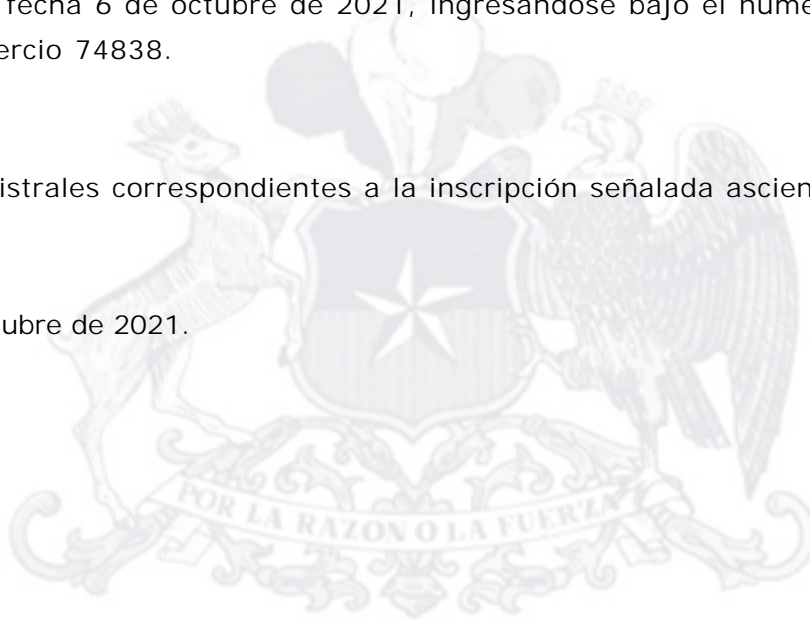 fecha 6 de octubre de 2021, ingresándose bajo el núme
ercio 74838.
istrales correspondientes a la inscripción señalada ascien
ubre de 2021.
POR LA RAZON O LA FUERZA